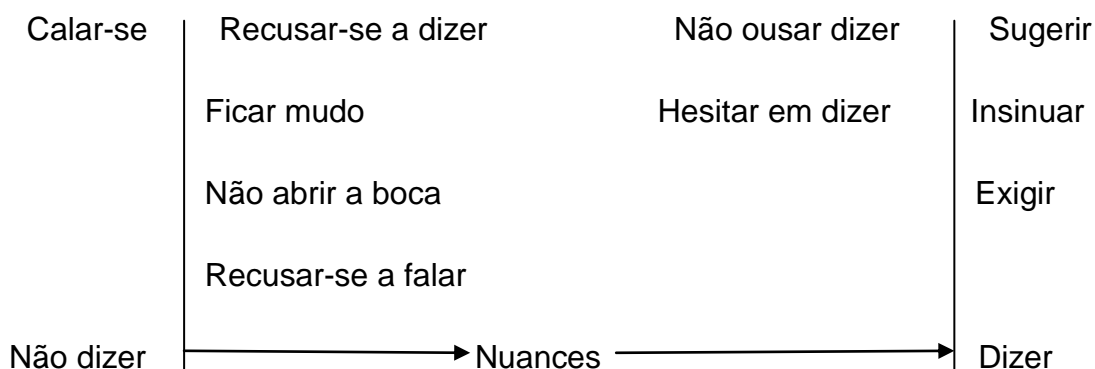 Calar-se Recusar-se a dizer Não ousar dizer Sugerir
Ficar mudo Hesitar em dizer Insinuar
Não abrir a boca Exigir
Recusar-se a falar
Não dizer Nuances Dizer